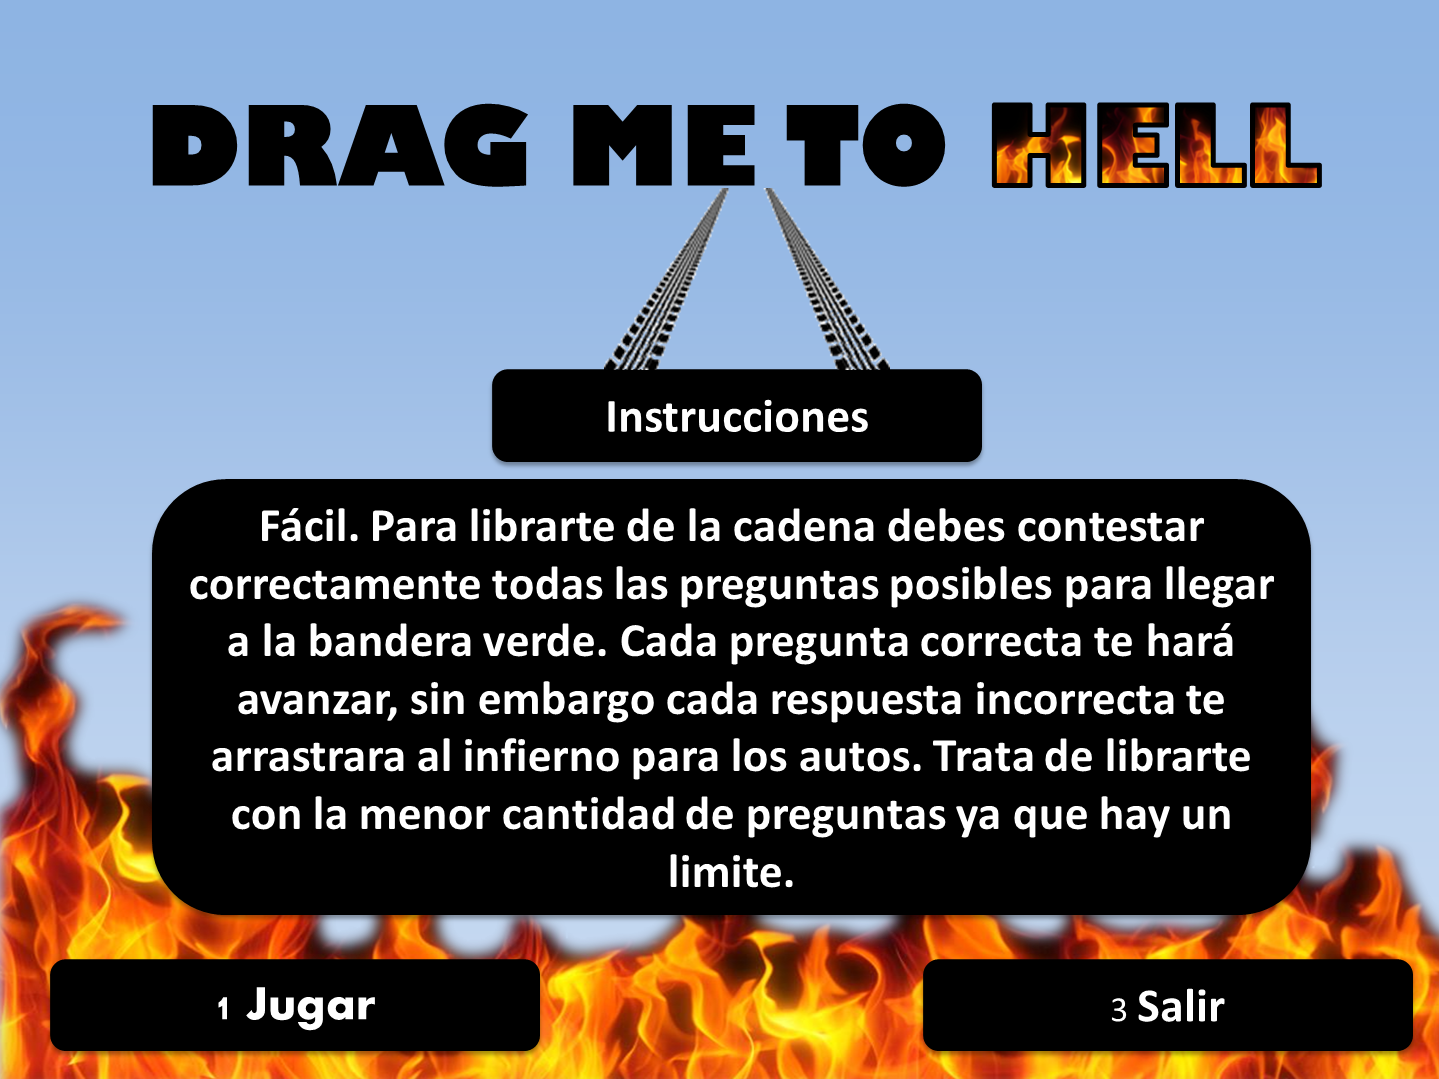 DRAG ME TO HELL
Instrucciones
Fácil. Para librarte de la cadena debes contestar
correctamente todas las preguntas posibles para llegar
a la bandera verde. Cada pregunta correcta te hará
avanzar, sin embargo cada respuesta incorrecta te
arrastrara al infierno para los autos. Trata de librarte
con la menor cantidad de preguntas ya que hay un
limite.
1 Jugar
3 Salir